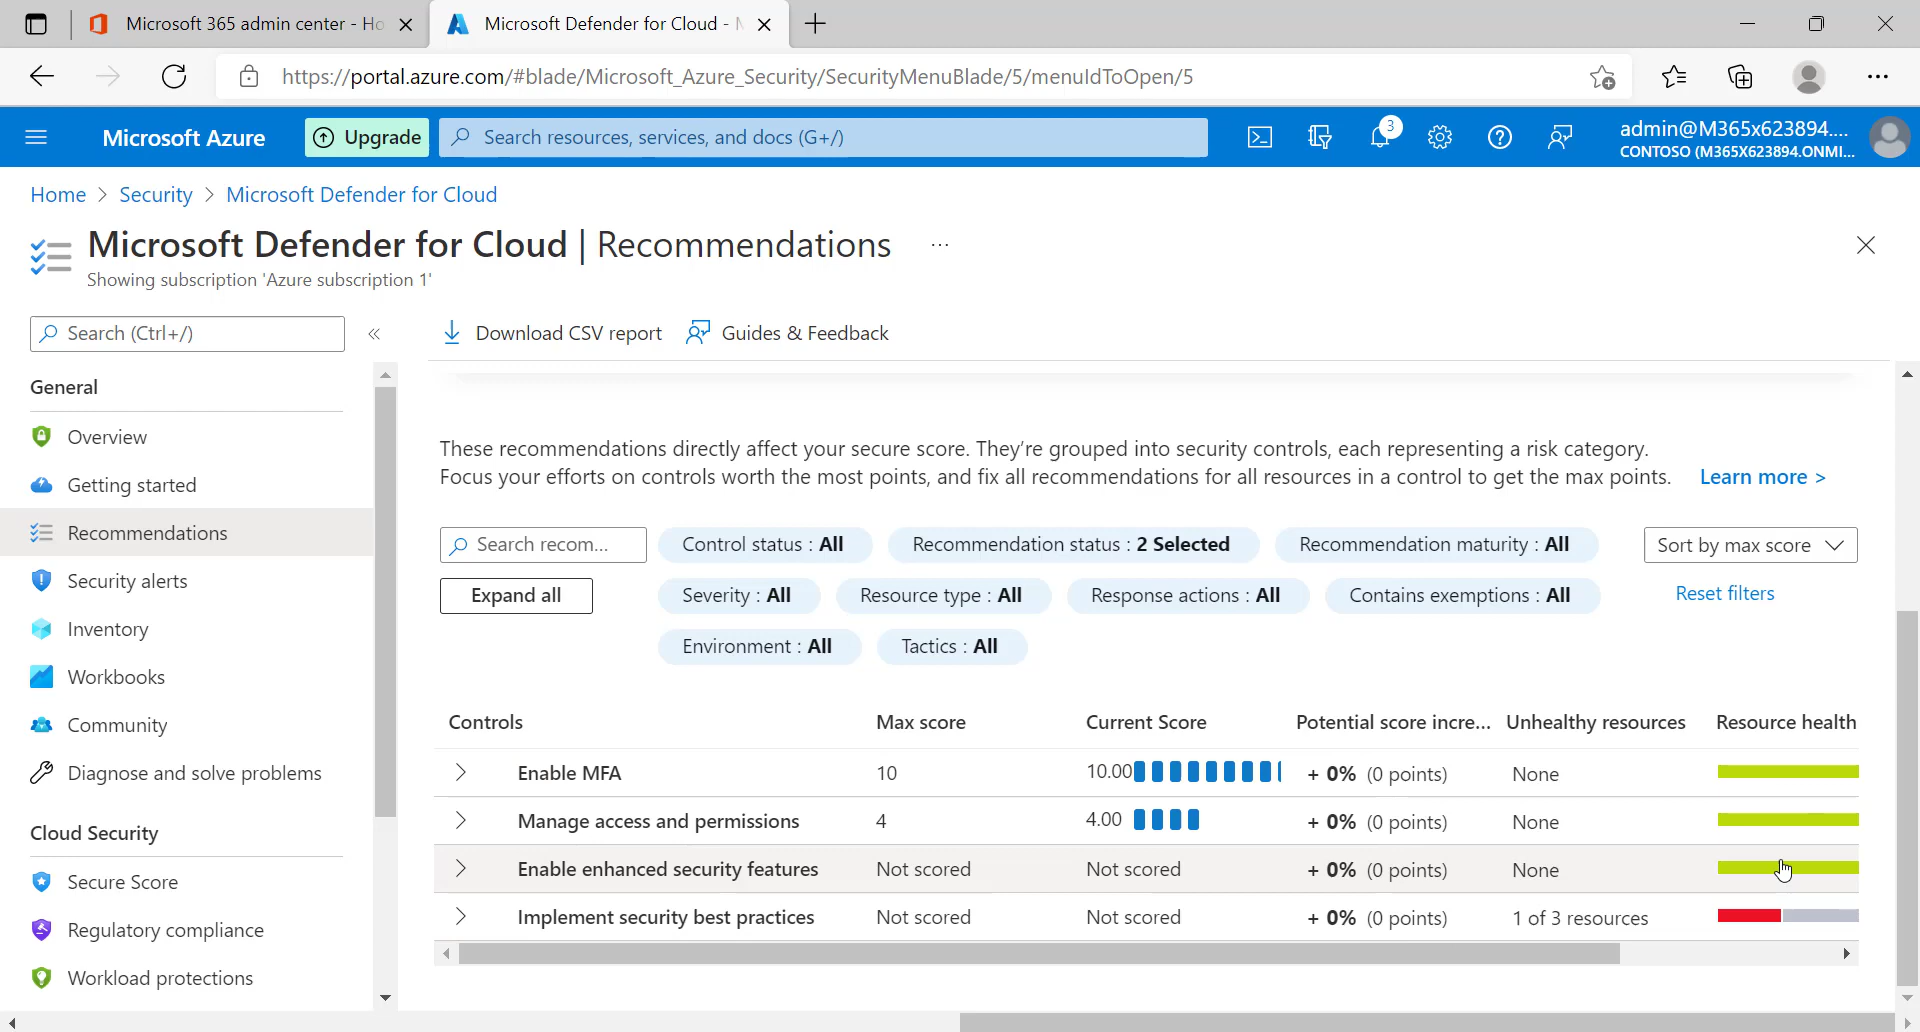 Microsoft 365 admin center - Ho
Microsoft Defender for Cloud - M
https://portal.azure.com/#blade/Microsoft_Azure_Security/SecurityMenuBlade/5/menuIdToOpen/5
Microsoft Azure
Upgrade
Search resources, services, and docs (G+/)
3
admin@M365x623894....
CONTOSO (M365X623894.ONMI...
Home > Security > Microsoft Defender for Cloud
Microsoft Defender for Cloud | Recommendations ...
Showing subscription 'Azure subscription 1'
Search (Ctrl+/)
«
Download CSV report
Guides & Feedback
General
Overview
Getting started
Recommendations
Security alerts
Inventory
Workbooks
Community
Diagnose and solve problems
Cloud Security
Secure Score
Regulatory compliance
Workload protections
These recommendations directly affect your secure score. They're grouped into security controls, each representing a risk category.
Focus your efforts on controls worth the most points, and fix all recommendations for all resources in a control to get the max points. Learn more >
Search recom...
Control status : All
Recommendation status : 2 Selected
Recommendation maturity : All
Sort by max score
Expand all
Severity : All
Resource type : All
Response actions : All
Contains exemptions : All
Reset filters
Environment : All
Tactics : All
Controls Max score Current Score Potential score incre... Unhealthy resources Resource health
Enable MFA 10 10.00 + 0% (0 points) None
Manage access and permissions 4 4.00 + 0% (0 points) None
Enable enhanced security features Not scored Not scored + 0% (0 points) None
Implement security best practices Not scored Not scored + 0% (0 points) 1 of 3 resources